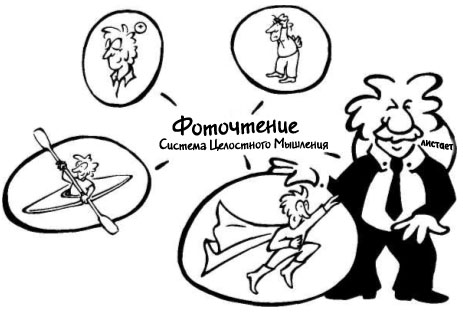 Фоточтение
Система Целостного Мышления
листает